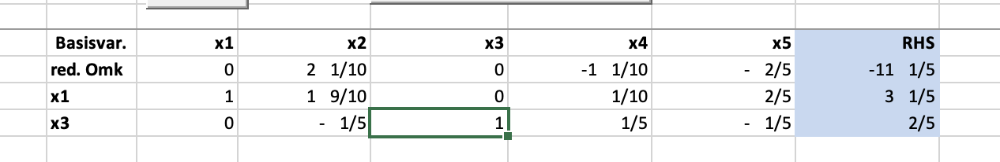 Basisvar. x1 x2 x3 x4 x5 RHS
red. Omk 0 2 1/10 0 -1 1/10 - 2/5 -11 1/5
x1 1 1 9/10 0 1/10 2/5 3 1/5
x3 0 - 1/5 1 1/5 - 1/5 2/5